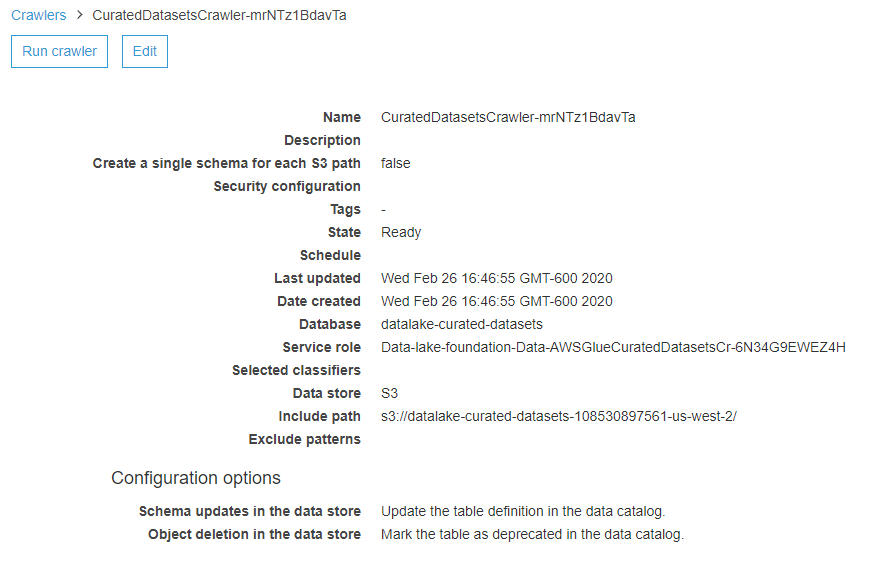 Crawlers > CuratedDatasetsCrawler-mrNTz1BdavTa
Run crawler Edit
Name CuratedDatasetsCrawler-mrNTz1BdavTa
Description
Create a single schema for each S3 path false
Security configuration
Tags -
State Ready
Schedule
Last updated Wed Feb 26 16:46:55 GMT-600 2020
Date created Wed Feb 26 16:46:55 GMT-600 2020
Database datalake-curated-datasets
Service role Data-lake-foundation-Data-AWSGlueCuratedDatasetsCr-6N34G9EWEZ4H
Selected classifiers
Data store S3
Include path s3://datalake-curated-datasets-108530897561-us-west-2/
Exclude patterns
Configuration options
Schema updates in the data store Update the table definition in the data catalog.
Object deletion in the data store Mark the table as deprecated in the data catalog.